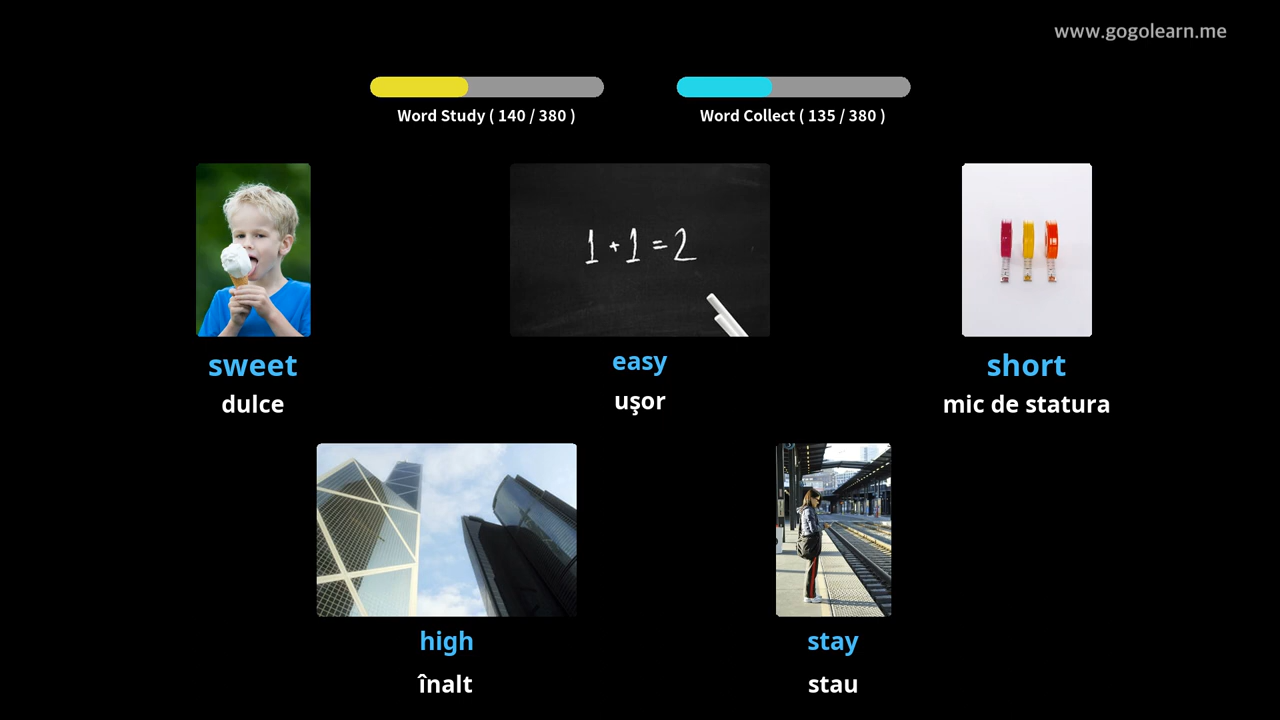 www.gogolearn.me
Word Study ( 140 / 380 )
Word Collect ( 135 / 380 )
1 + 1 = 2
sweet
dulce
easy
uşor
short
mic de statura
high
înalt
stay
stau